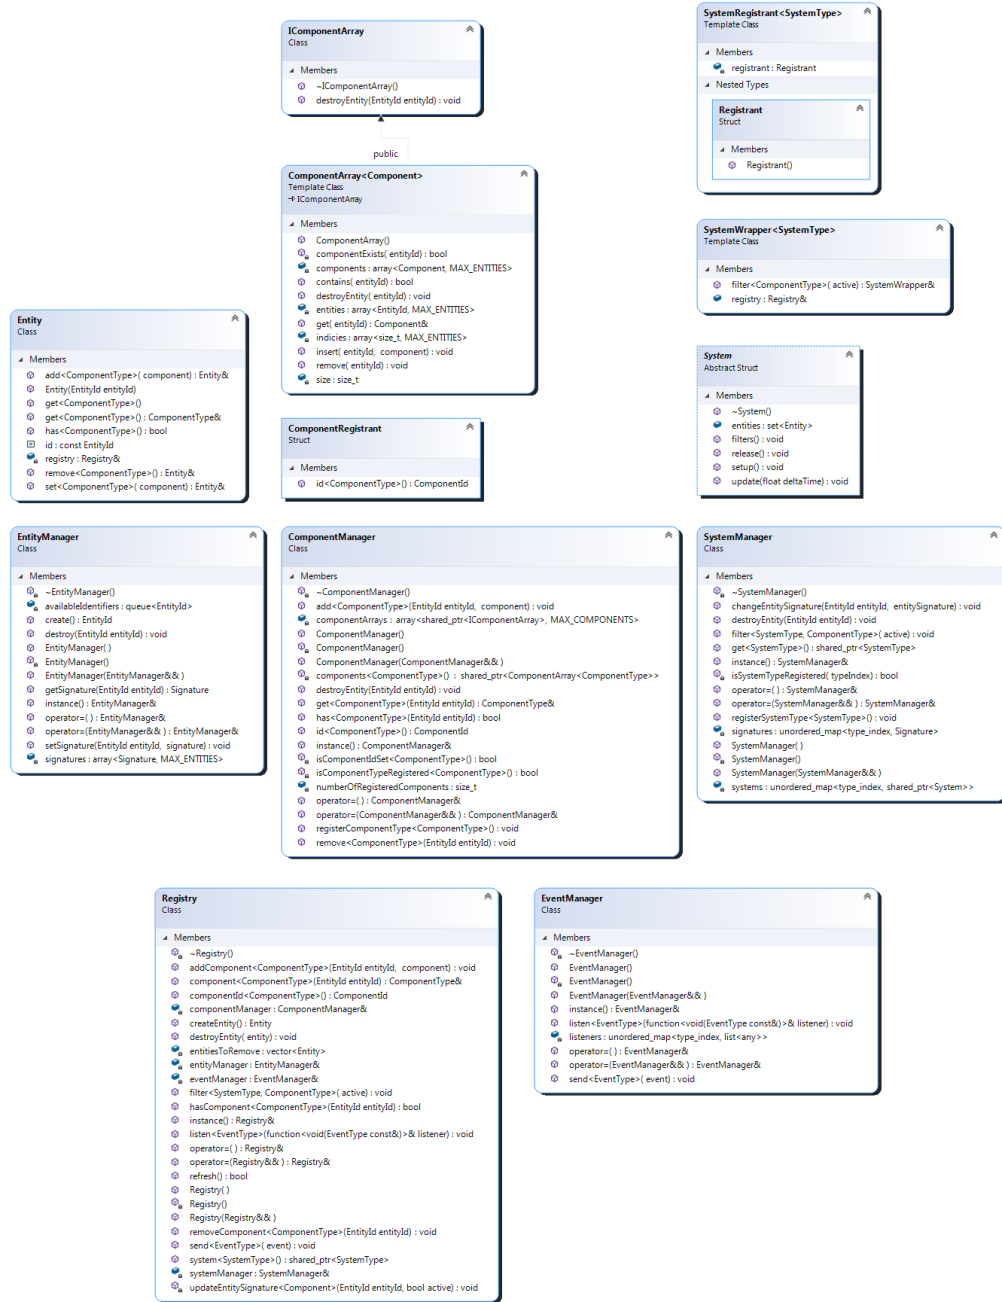 IComponentArray
Class
Members
~IComponentArray()
destroyEntity(EntityId entityId) : void
public
ComponentArray<Component>
Template Class
IComponentArray
Members
ComponentArray()
componentExists( entityId) : bool
components : array<Component, MAX_ENTITIES>
contains( entityId) : bool
destroyEntity( entityId) : void
entities : array<EntityId, MAX_ENTITIES>
get( entityId) : Component&
indicies : array<size_t, MAX_ENTITIES>
insert( entityId,  component) : void
remove( entityId) : void
size : size_t
SystemRegistrant<SystemType>
Template Class
Members
registrant : Registrant
Nested Types
Registrant
Struct
Members
Registrant()
SystemWrapper<SystemType>
Template Class
Members
filter<ComponentType>( active) : SystemWrapper&
registry : Registry&
Entity
Class
Members
add<ComponentType>( component) : Entity&
Entity(EntityId entityId)
get<ComponentType>()
get<ComponentType>() : ComponentType&
has<ComponentType>() : bool
id : const EntityId
registry : Registry&
remove<ComponentType>() : Entity&
set<ComponentType>( component) : Entity&
ComponentRegistrant
Struct
Members
id<ComponentType>() : ComponentId
System
Abstract Struct
Members
~System()
entities : set<Entity>
filters() : void
release() : void
setup() : void
update(float deltaTime) : void
EntityManager
Class
Members
~EntityManager()
availableIdentifiers : queue<EntityId>
create() : EntityId
destroy(EntityId entityId) : void
EntityManager( )
EntityManager()
EntityManager(EntityManager&& )
getSignature(EntityId entityId) : Signature
instance() : EntityManager&
operator=( ) : EntityManager&
operator=(EntityManager&& ) : EntityManager&
setSignature(EntityId entityId,  signature) : void
signatures : array<Signature, MAX_ENTITIES>
ComponentManager
Class
Members
~ComponentManager()
add<ComponentType>(EntityId entityId,  component) : void
componentArrays : array<shared_ptr<IComponentArray>, MAX_COMPONENTS>
ComponentManager()
ComponentManager()
ComponentManager(ComponentManager&& )
components<ComponentType>() : shared_ptr<ComponentArray<ComponentType>>
destroyEntity(EntityId entityId) : void
get<ComponentType>(EntityId entityId) : ComponentType&
has<ComponentType>(EntityId entityId) : bool
id<ComponentType>() : ComponentId
instance() : ComponentManager&
isComponentIdSet<ComponentType>() : bool
isComponentTypeRegistered<ComponentType>() : bool
numberOfRegisteredComponents : size_t
operator=( ) : ComponentManager&
operator=(ComponentManager&& ) : ComponentManager&
registerComponentType<ComponentType>() : void
remove<ComponentType>(EntityId entityId) : void
SystemManager
Class
Members
~SystemManager()
changeEntitySignature(EntityId entityId,  entitySignature) : void
destroyEntity(EntityId entityId) : void
filter<SystemType, ComponentType>( active) : void
get<SystemType>() : shared_ptr<SystemType>
instance() : SystemManager&
isSystemTypeRegistered( typeIndex) : bool
operator=( ) : SystemManager&
operator=(SystemManager&& ) : SystemManager&
registerSystemType<SystemType>() : void
signatures : unordered_map<type_index, Signature>
SystemManager( )
SystemManager()
SystemManager(SystemManager&& )
systems : unordered_map<type_index, shared_ptr<System>>
Registry
Class
Members
~Registry()
addComponent<ComponentType>(EntityId entityId,  component) : void
component<ComponentType>(EntityId entityId) : ComponentType&
componentId<ComponentType>() : ComponentId
componentManager : ComponentManager&
createEntity() : Entity
destroyEntity( entity) : void
entitiesToRemove : vector<Entity>
entityManager : EntityManager&
eventManager : EventManager&
filter<SystemType, ComponentType>( active) : void
hasComponent<ComponentType>(EntityId entityId) : bool
instance() : Registry&
listen<EventType>(function<void(EventType const&)>& listener) : void
operator=( ) : Registry&
operator=(Registry&& ) : Registry&
refresh() : bool
Registry( )
Registry()
Registry(Registry&& )
removeComponent<ComponentType>(EntityId entityId) : void
send<EventType>( event) : void
system<SystemType>() : shared_ptr<SystemType>
systemManager : SystemManager&
updateEntitySignature<Component>(EntityId entityId, bool active) : void
EventManager
Class
Members
~EventManager()
EventManager()
EventManager()
EventManager(EventManager&& )
instance() : EventManager&
listen<EventType>(function<void(EventType const&)>& listener) : void
listeners : unordered_map<type_index, list<any>>
operator=( ) : EventManager&
operator=(EventManager&& ) : EventManager&
send<EventType>( event) : void